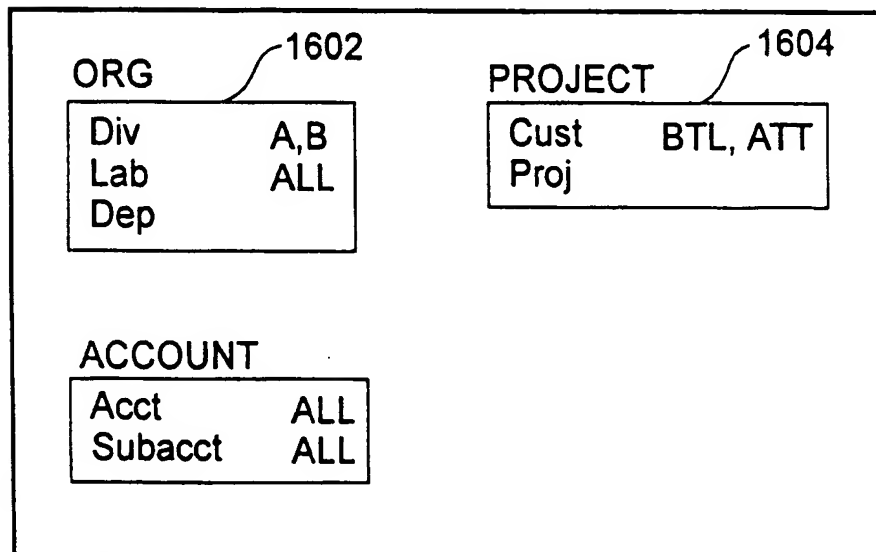 1602
ORG
Div A,B
Lab ALL
Dep
1604
PROJECT
Cust BTL, ATT
Proj
ACCOUNT
Acct ALL
Subacct ALL